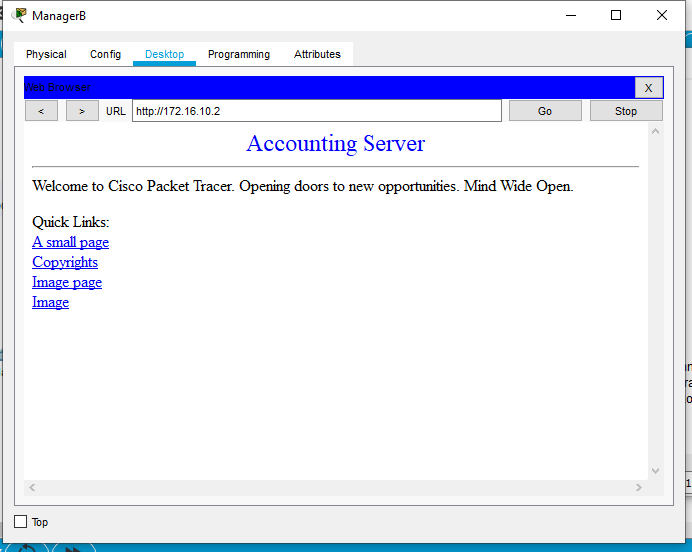 ManagerB
Physical Config Desktop Programming Attributes
Web Browser
X
< > URL http://172.16.10.2 Go Stop
Accounting Server
Welcome to Cisco Packet Tracer. Opening doors to new opportunities. Mind Wide Open.
Quick Links:
A small page
Copyrights
Image page
Image
Top